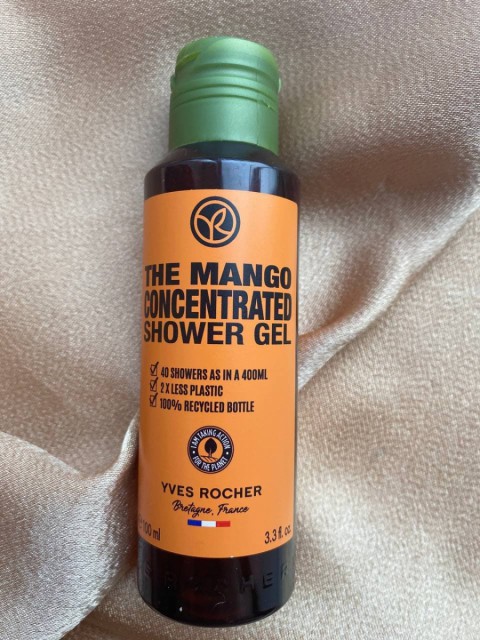 THE MANGO
CONCENTRATED
SHOWER GEL
40 SHOWERS AS IN A 400ML
2 X LESS PLASTIC
100% RECYCLED BOTTLE
I AM TAKING ACTION
FOR THE PLANET
YVES ROCHER
Bretagne, France
100 ml 3.3 fl. oz.